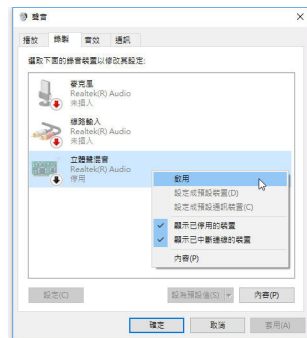 聲音
播放 錄製 音效 通訊
選取下面的錄音裝置以修改其設定:
麥克風
Realtek(R) Audio
未插入
線路輸入
Realtek(R) Audio
未插入
立體聲混音
Realtek(R) Audio
停用
啟用
設定成預設裝置(D)
設定成預設通訊裝置(C)
顯示已停用的裝置
顯示已中斷連線的裝置
內容(P)
設定(C) 設為預設值(S) 內容(P)
確定 取消 套用(A)